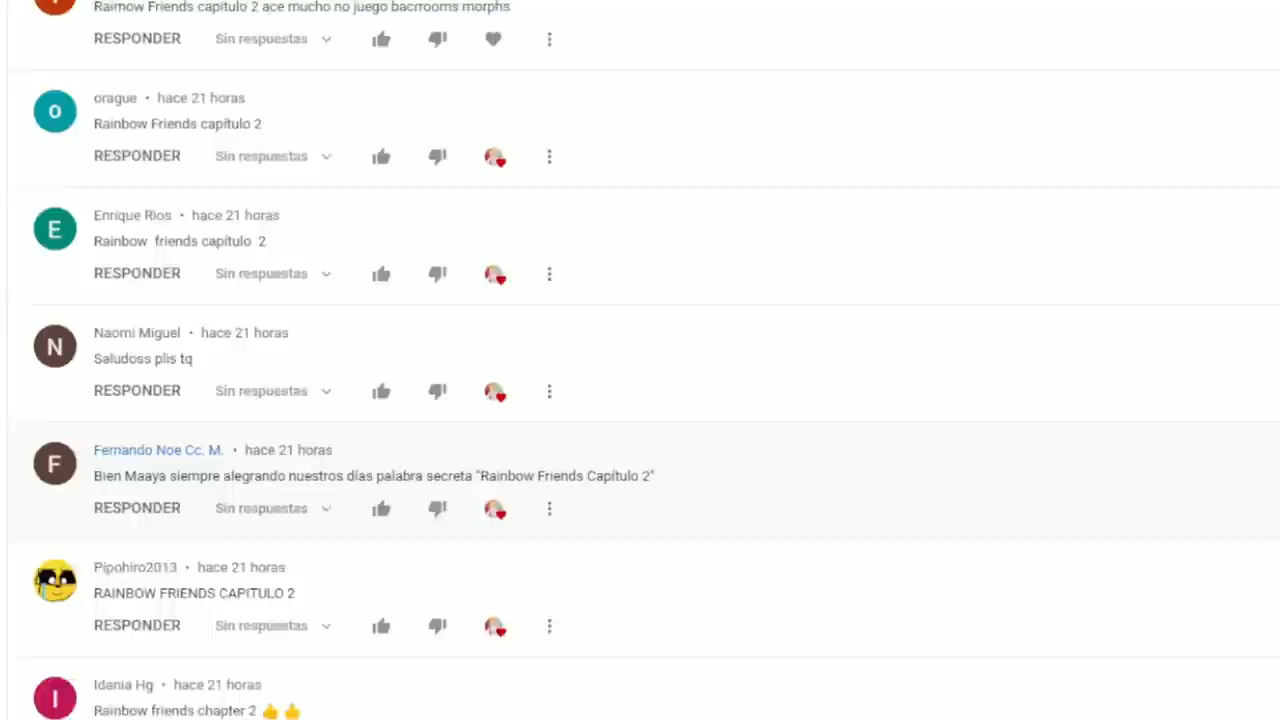 Rainbow Friends capitulo 2 ace mucho no juego bacrrooms morphs
RESPONDER Sin respuestas
o
orague • hace 21 horas
Rainbow Friends capítulo 2
RESPONDER Sin respuestas
E
Enrique Rios • hace 21 horas
Rainbow friends capítulo 2
RESPONDER Sin respuestas
N
Naomi Miguel • hace 21 horas
Saludoss plis tq
RESPONDER Sin respuestas
F
Fernando Noe Cc. M. • hace 21 horas
Bien Maaya siempre alegrando nuestros días palabra secreta "Rainbow Friends Capítulo 2"
RESPONDER Sin respuestas
Pipohiro2013 • hace 21 horas
RAINBOW FRIENDS CAPITULO 2
RESPONDER Sin respuestas
I
Idania Hg • hace 21 horas
Rainbow friends chapter 2 👍 👍